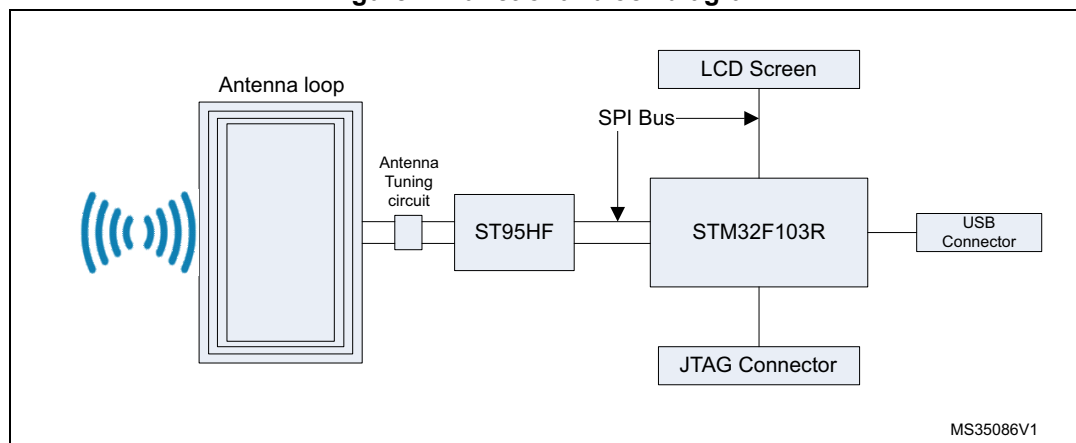 LCD Screen
Antenna loop
SPI Bus
Antenna
Tuning
circuit
ST95HF
STM32F103R
USB
Connector
JTAG Connector
MS35086V1